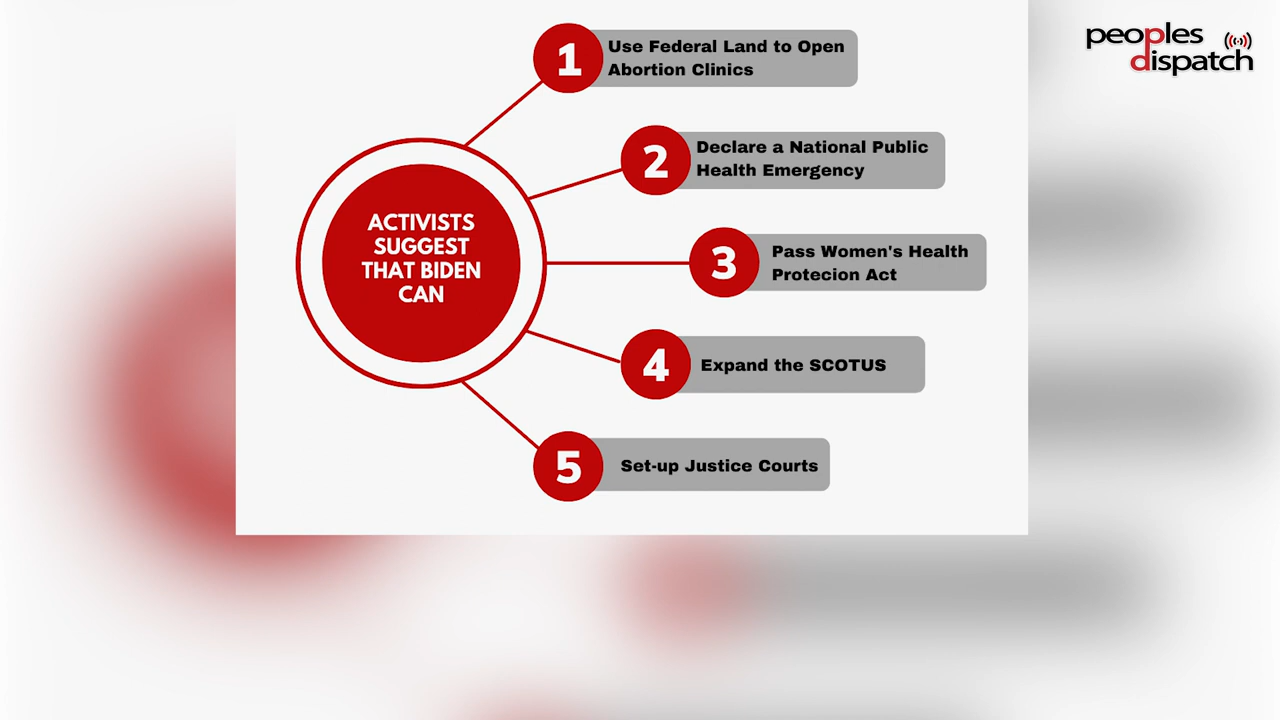 peoples
dispatch
ACTIVISTS
SUGGEST
THAT BIDEN
CAN
1
Use Federal Land to Open
Abortion Clinics
2
Declare a National Public
Health Emergency
3
Pass Women's Health
Protecion Act
4
Expand the SCOTUS
5
Set-up Justice Courts